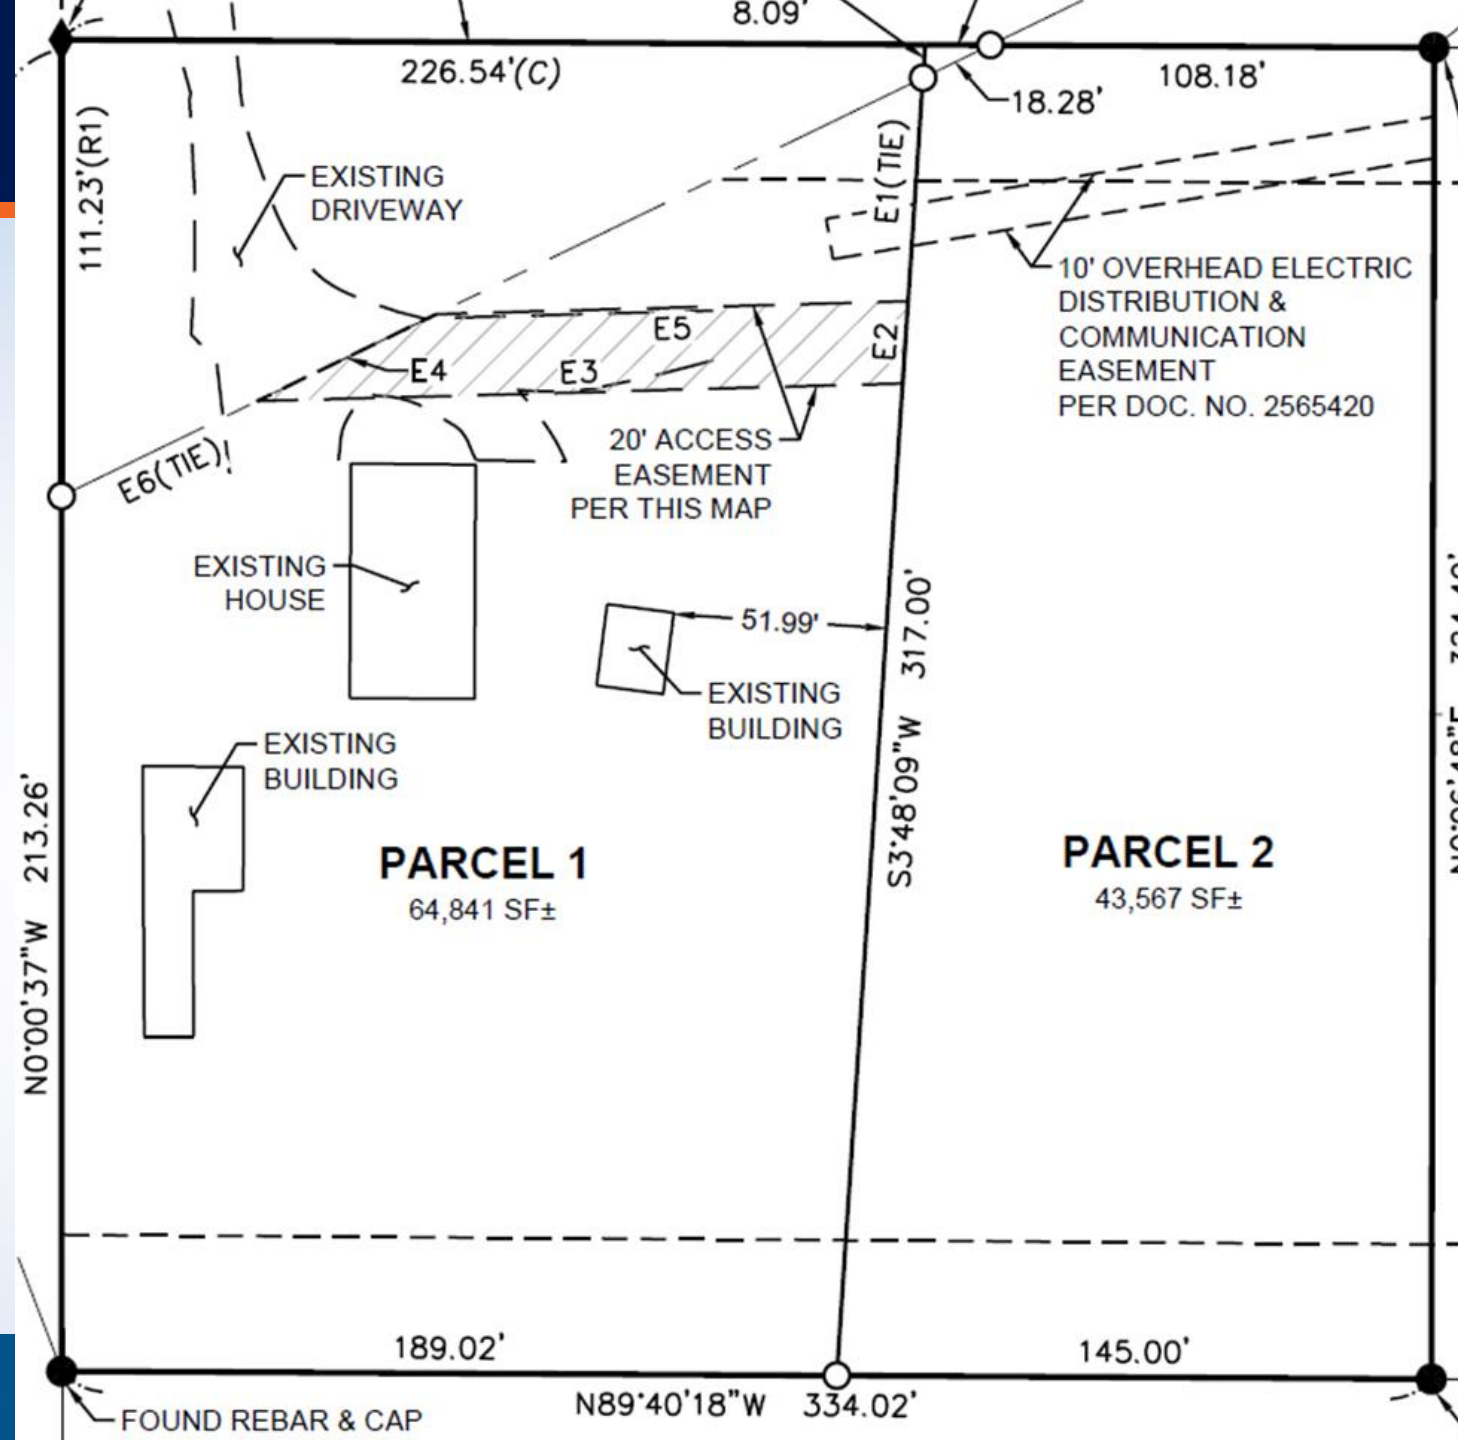 8.09'
226.54'(C)
108.18'
18.28'
111.23'(R1)
E1(TIE)
EXISTING
DRIVEWAY
10' OVERHEAD ELECTRIC
DISTRIBUTION &
COMMUNICATION
EASEMENT
PER DOC. NO. 2565420
E5
E2
E4
E3
20' ACCESS
EASEMENT
PER THIS MAP
E6(TIE)
EXISTING
HOUSE
51.99'
EXISTING
BUILDING
S3°48'09"W 317.00'
EXISTING
BUILDING
PARCEL 1
64,841 SF±
PARCEL 2
43,567 SF±
N0°00'37"W 213.26'
189.02'
145.00'
N89°40'18"W 334.02'
FOUND REBAR & CAP